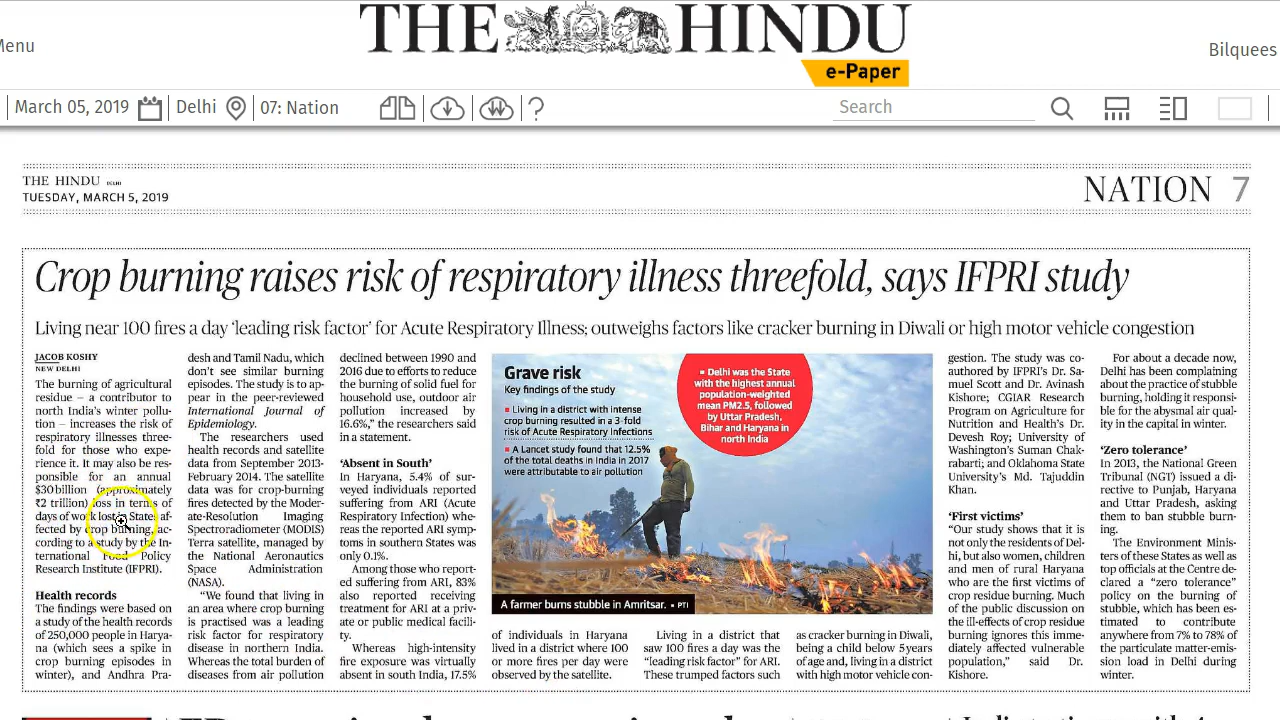 Menu
THE HINDU
e-Paper
Bilquees
March 05, 2019
Delhi
07: Nation
?
Search
THE HINDU DELHI
TUESDAY, MARCH 5, 2019
NATION 7
Crop burning raises risk of respiratory illness threefold, says IFPRI study
Living near 100 fires a day ‘leading risk factor’ for Acute Respiratory Illness; outweighs factors like cracker burning in Diwali or high motor vehicle congestion
JACOB KOSHY
NEW DELHI
The burning of agricultural
residue — a contributor to
north India’s winter pollu-
tion — increases the risk of
respiratory illnesses three-
fold for those who expe-
rience it. It may also be res-
ponsible for an annual
$30 billion (approximately
₹2 trillion) loss in terms of
days of work lost in States af-
fected by crop burning, ac-
cording to a study by the In-
ternational Food Policy
Research Institute (IFPRI).
Health records
The findings were based on
a study of the health records
of 250,000 people in Harya-
na (which sees a spike in
crop burning episodes in
winter), and Andhra Pra-
desh and Tamil Nadu, which
don’t see similar burning
episodes. The study is to ap-
pear in the peer-reviewed
International Journal of
Epidemiology.
The researchers used
health records and satellite
data from September 2013-
February 2014. The satellite
data was for crop-burning
fires detected by the Moder-
ate-Resolution Imaging
Spectroradiometer (MODIS)
Terra satellite, managed by
the National Aeronautics
Space Administration
(NASA).
“We found that living in
an area where crop burning
is practised was a leading
risk factor for respiratory
disease in northern India.
Whereas the total burden of
diseases from air pollution
declined between 1990 and
2016 due to efforts to reduce
the burning of solid fuel for
household use, outdoor air
pollution increased by
16.6%,” the researchers said
in a statement.
‘Absent in South’
In Haryana, 5.4% of sur-
veyed individuals reported
suffering from ARI (Acute
Respiratory Infection) whe-
reas the reported ARI symp-
toms in southern States was
only 0.1%.
Among those who report-
ed suffering from ARI, 83%
also reported receiving
treatment for ARI at a priv-
ate or public medical facili-
ty.
Whereas high-intensity
fire exposure was virtually
absent in south India, 17.5%
Grave risk
Key findings of the study
Living in a district with intense
crop burning resulted in a 3-fold
risk of Acute Respiratory Infections
A Lancet study found that 12.5%
of the total deaths in India in 2017
were attributable to air pollution
Delhi was the State
with the highest annual
population-weighted
mean PM2.5, followed
by Uttar Pradesh,
Bihar and Haryana in
north India
A farmer burns stubble in Amritsar. ▪ PTI
of individuals in Haryana
lived in a district where 100
or more fires per day were
observed by the satellite.
Living in a district that
saw 100 fires a day was the
“leading risk factor” for ARI.
These trumped factors such
as cracker burning in Diwali,
being a child below 5 years
of age and, living in a district
with high motor vehicle con-
gestion. The study was co-
authored by IFPRI’s Dr. Sa-
muel Scott and Dr. Avinash
Kishore; CGIAR Research
Program on Agriculture for
Nutrition and Health’s Dr.
Devesh Roy; University of
Washington’s Suman Chak-
rabarti; and Oklahoma State
University’s Md. Tajuddin
Khan.
‘First victims’
“Our study shows that it is
not only the residents of Del-
hi, but also women, children
and men of rural Haryana
who are the first victims of
crop residue burning. Much
of the public discussion on
the ill-effects of crop residue
burning ignores this imme-
diately affected vulnerable
population,” said Dr.
Kishore.
For about a decade now,
Delhi has been complaining
about the practice of stubble
burning, holding it responsi-
ble for the abysmal air qual-
ity in the capital in winter.
‘Zero tolerance’
In 2013, the National Green
Tribunal (NGT) issued a di-
rective to Punjab, Haryana
and Uttar Pradesh, asking
them to ban stubble burn-
ing.
The Environment Minis-
ters of these States as well as
top officials at the Centre de-
clared a “zero tolerance”
policy on the burning of
stubble, which has been es-
timated to contribute
anywhere from 7% to 78% of
the particulate matter-emis-
sion load in Delhi during
winter.